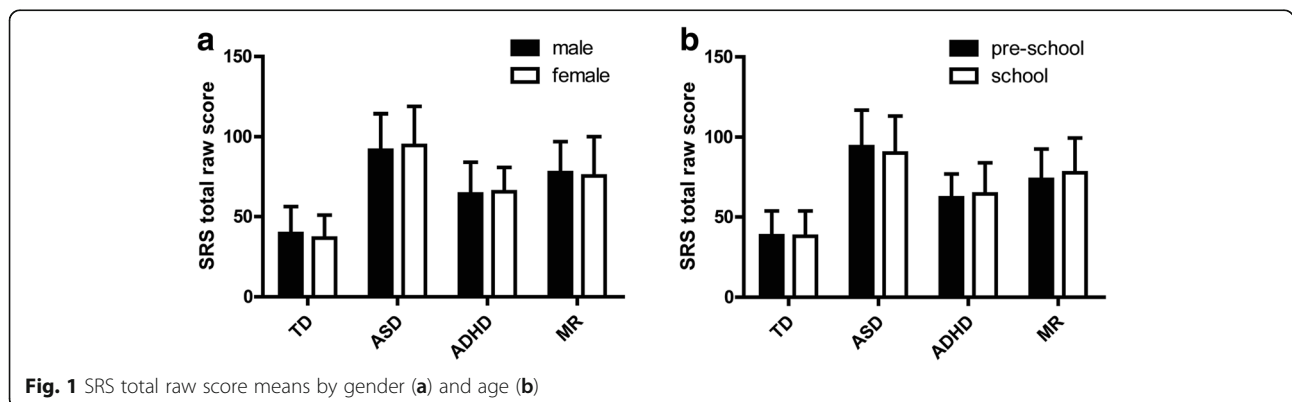 a
male
female
SRS total raw score
150
100
50
0
TD
ASD
ADHD
MR
b
pre-school
school
SRS total raw score
150
100
50
0
TD
ASD
ADHD
MR
Fig. 1 SRS total raw score means by gender (a) and age (b)